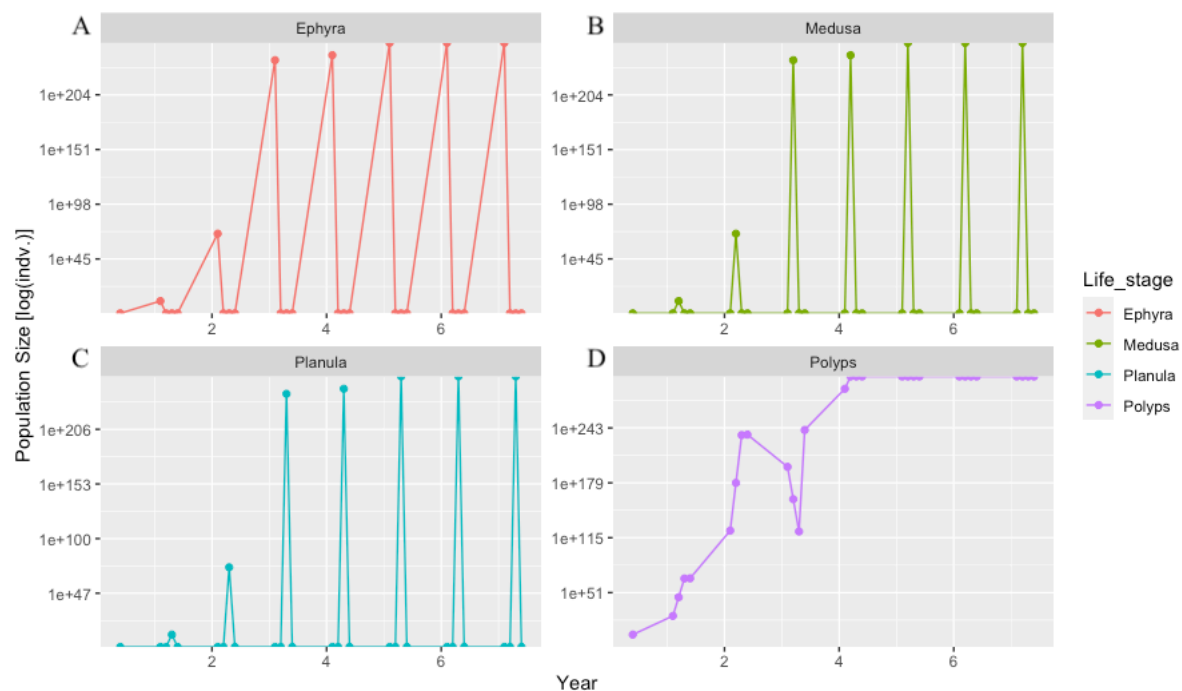 A
Ephyra
B
Medusa
1e+204
1e+151
1e+98
1e+45
2
4
6
1e+204
1e+151
1e+98
1e+45
2
4
6
C
Planula
D
Polyps
1e+206
1e+153
1e+100
1e+47
2
4
6
1e+243
1e+179
1e+115
1e+51
2
4
6
Population Size [log(indv.)]
Year
Life_stage
Ephyra
Medusa
Planula
Polyps